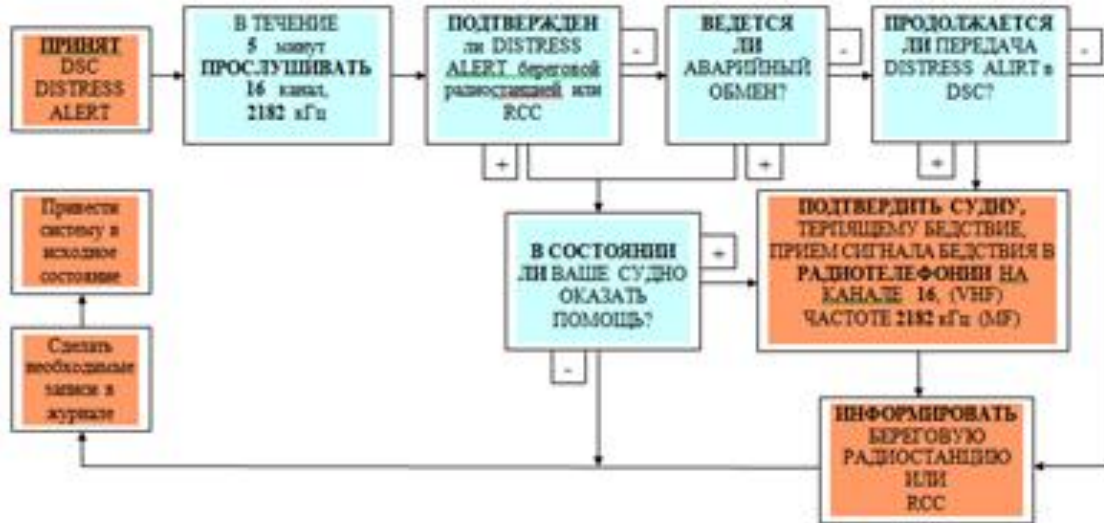 ПРИНЯТ
DSC
DISTRESS
ALERT
В ТЕЧЕНИЕ
5 минут
ПРОСЛУШИВАТЬ
16 канал,
2182 кГц
ПОДТВЕРЖДЕН
ли DISTRESS
ALERT береговой
радиостанцией или
RCC
-
+
ВЕДЕТСЯ
ЛИ
АВАРИЙНЫЙ
ОБМЕН?
-
+
ПРОДОЛЖАЕТСЯ
ЛИ ПЕРЕДАЧА
DISTRESS ALIRT в
DSC?
-
+
Привести
систему в
исходное
состояние
В СОСТОЯНИИ
ЛИ ВАШЕ СУДНО
ОКАЗАТЬ
ПОМОЩЬ?
+
-
ПОДТВЕРДИТЬ СУДНУ,
ТЕРПЯЩЕМУ БЕДСТВИЕ,
ПРИЕМ СИГНАЛА БЕДСТВИЯ В
РАДИОТЕЛЕФОНИИ НА
КАНАЛЕ 16, (VHF)
ЧАСТОТЕ 2182 кГц (MF)
Сделать
необходимые
записи в
журнале
ИНФОРМИРОВАТЬ
БЕРЕГОВУЮ
РАДИОСТАНЦИЮ
ИЛИ
RCC